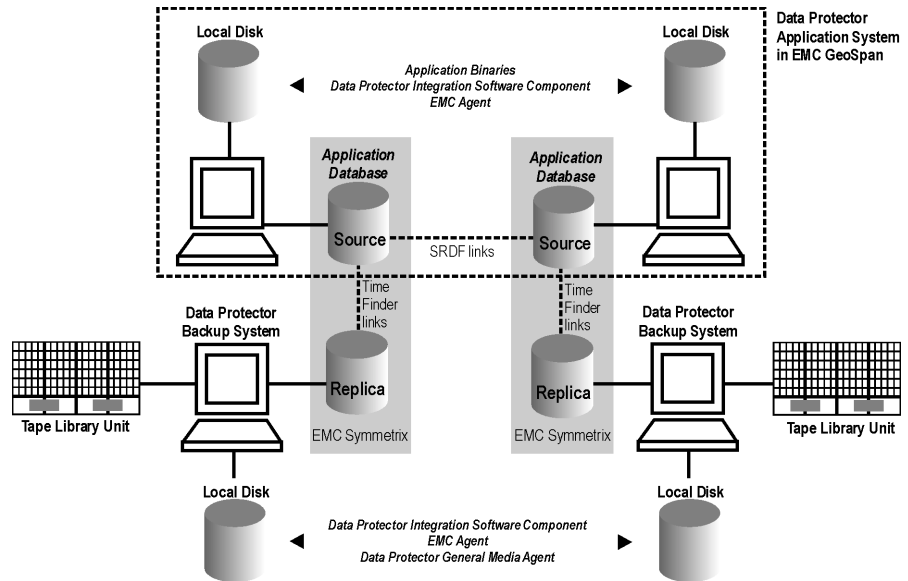 Data Protector
Application System
in EMC GeoSpan
Local Disk
Local Disk
Application Binaries
Data Protector Integration Software Component
EMC Agent
Application
Database
Application
Database
Source
Source
SRDF links
Time
Finder
links
Time
Finder
links
Data Protector
Backup System
Data Protector
Backup System
Replica
Replica
Tape Library Unit
Tape Library Unit
EMC Symmetrix
EMC Symmetrix
Local Disk
Local Disk
Data Protector Integration Software Component
EMC Agent
Data Protector General Media Agent